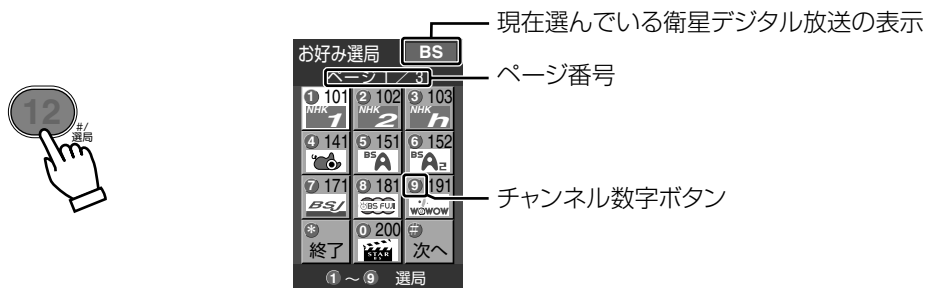 現在選んでいる衛星デジタル放送の表示
お好み選局 BS
ページ1/3
ページ番号
12
#/
選局
① 101 ② 102 ③ 103
NHK 1 NHK 2 NHK h
④ 141 ⑤ 151 ⑥ 152
BS A BS A2
⑦ 171 ⑧ 181 ⑨ 191
チャンネル数字ボタン
BSJ BS FUJI WOWOW
* ⓪ 200 #
終了 STAR 次へ
①~⑨ 選局